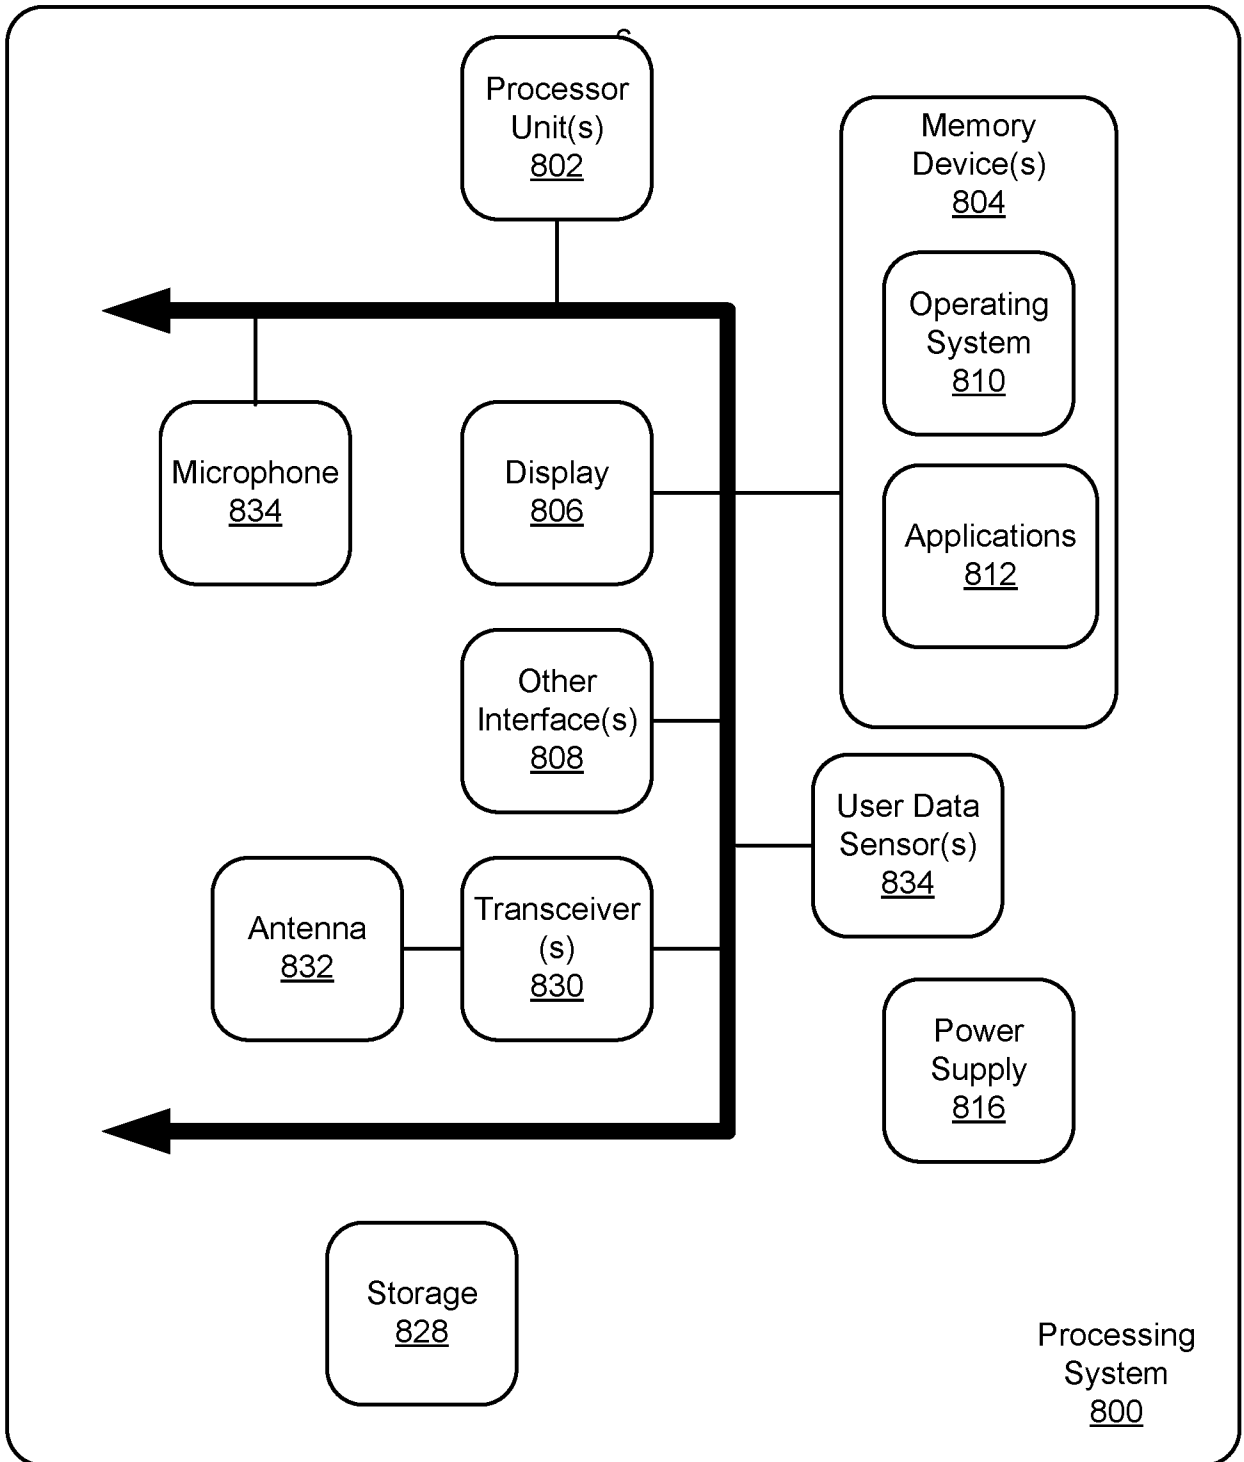 Processor
Unit(s)
802
Memory
Device(s)
804
Operating
System
810
Microphone
834
Display
806
Applications
812
Other
Interface(s)
808
User Data
Sensor(s)
834
Antenna
832
Transceiver
(s)
830
Power
Supply
816
Storage
828
Processing
System
800